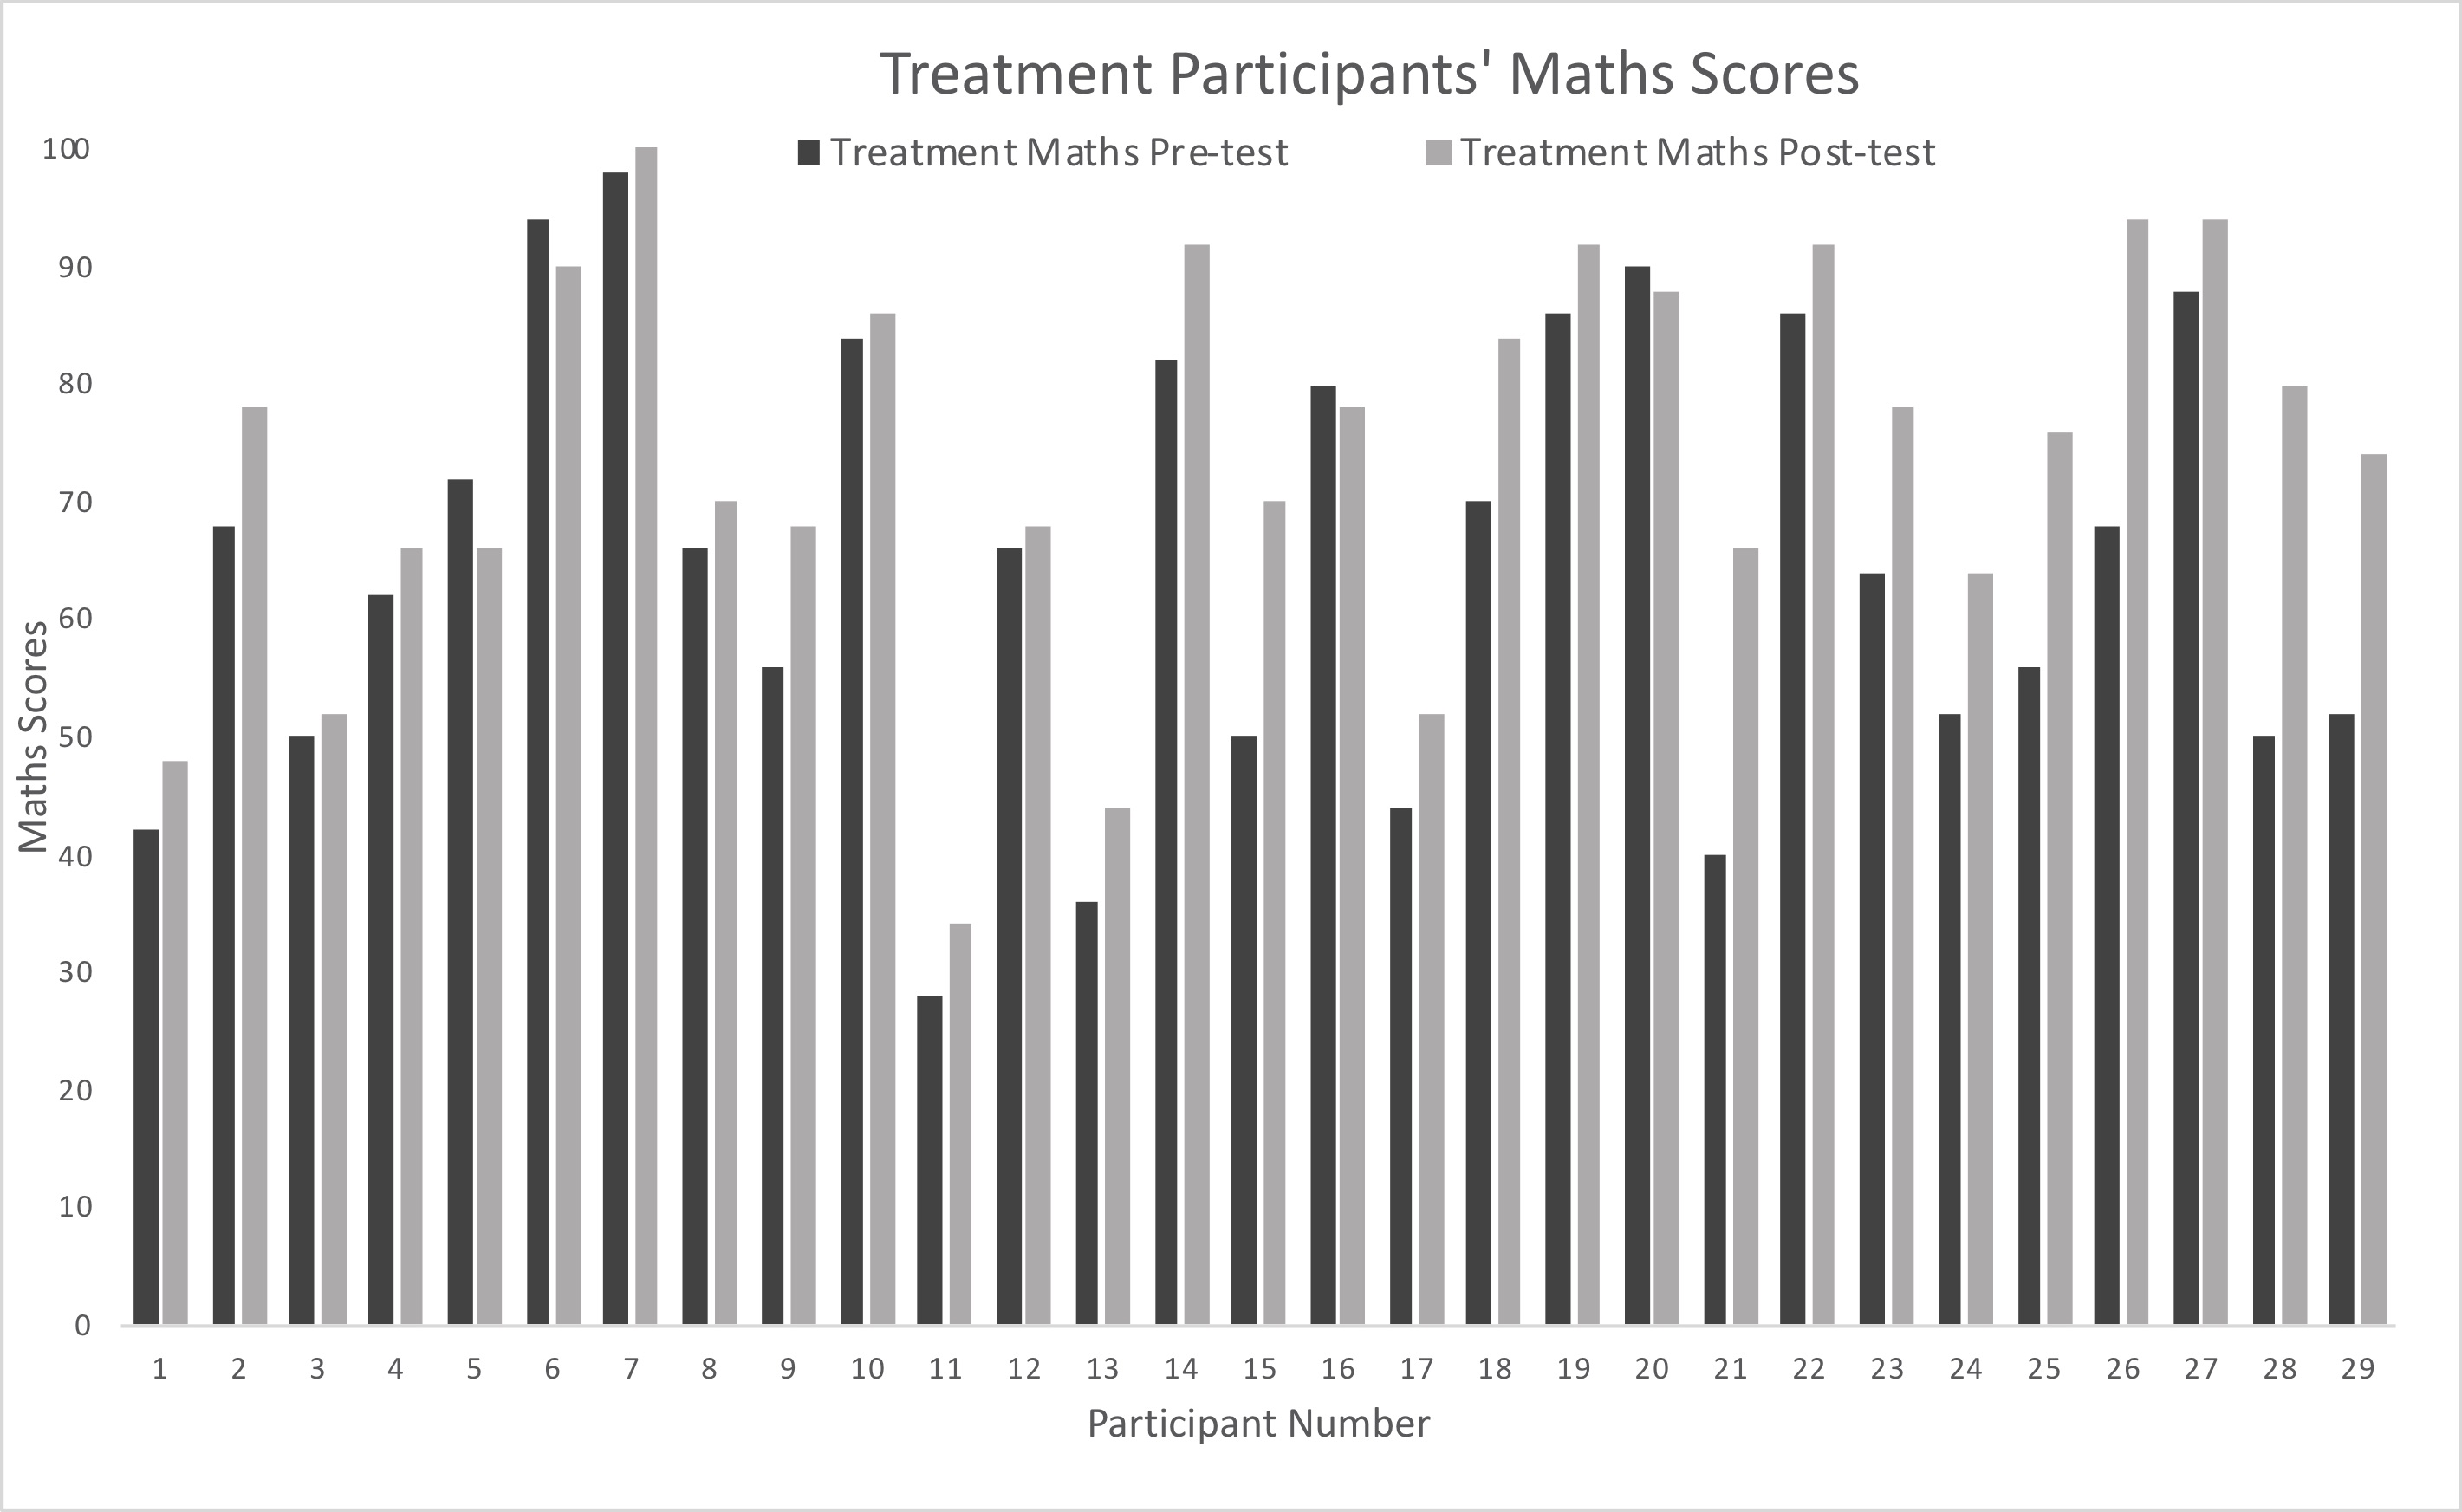 Treatment Participants' Maths Scores
Treatment Maths Pre-test Treatment Maths Pos-test
Maths Scores
100
90
80
70
60
50
40
30
20
10
0
1 2 3 4 5 6 7 8 9 10 11 12 13 14 15 16 17 18 19 20 21 22 23 24 25 26 27 28 29
Participant Number